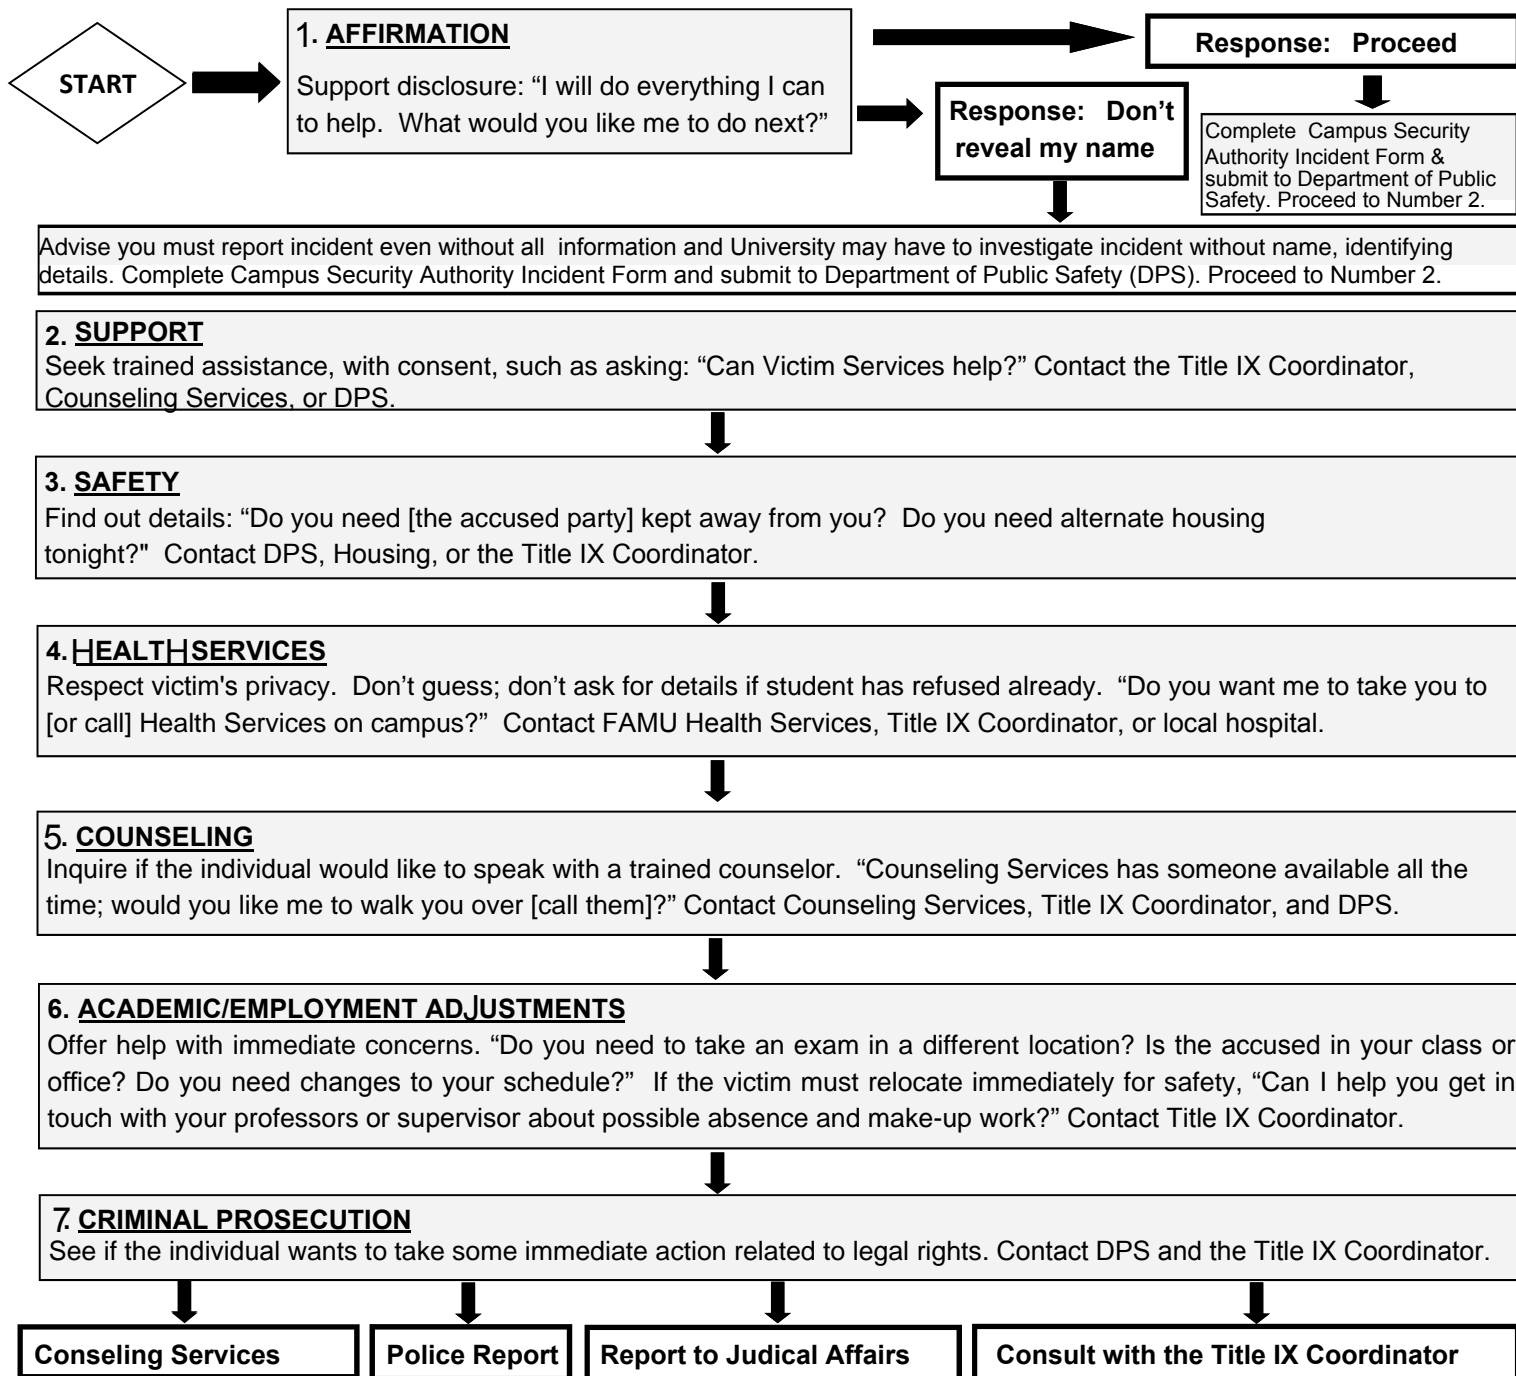 START
1. AFFIRMATION
Support disclosure: “I will do everything I can
to help. What would you like me to do next?”
Response: Proceed
Response: Don’t
reveal my name
Complete Campus Security
Authority Incident Form &
submit to Department of Public
Safety. Proceed to Number 2.
Advise you must report incident even without all information and University may have to investigate incident without name, identifying
details. Complete Campus Security Authority Incident Form and submit to Department of Public Safety (DPS). Proceed to Number 2.
2. SUPPORT
Seek trained assistance, with consent, such as asking: “Can Victim Services help?” Contact the Title IX Coordinator,
Counseling Services, or DPS.
3. SAFETY
Find out details: “Do you need [the accused party] kept away from you? Do you need alternate housing
tonight?" Contact DPS, Housing, or the Title IX Coordinator.
4. HEALTH SERVICES
Respect victim's privacy. Don’t guess; don’t ask for details if student has refused already. “Do you want me to take you to
[or call] Health Services on campus?” Contact FAMU Health Services, Title IX Coordinator, or local hospital.
5. COUNSELING
Inquire if the individual would like to speak with a trained counselor. “Counseling Services has someone available all the
time; would you like me to walk you over [call them]?” Contact Counseling Services, Title IX Coordinator, and DPS.
6. ACADEMIC/EMPLOYMENT ADJUSTMENTS
Offer help with immediate concerns. “Do you need to take an exam in a different location? Is the accused in your class or
office? Do you need changes to your schedule?” If the victim must relocate immediately for safety, “Can I help you get in
touch with your professors or supervisor about possible absence and make-up work?” Contact Title IX Coordinator.
7. CRIMINAL PROSECUTION
See if the individual wants to take some immediate action related to legal rights. Contact DPS and the Title IX Coordinator.
Conseling Services
Police Report
Report to Judical Affairs
Consult with the Title IX Coordinator